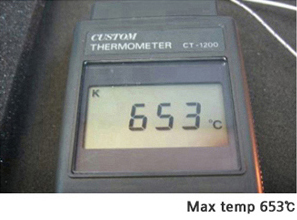 CUSTOM
THERMOMETER CT-1200
K
653 °C
Max temp 653℃